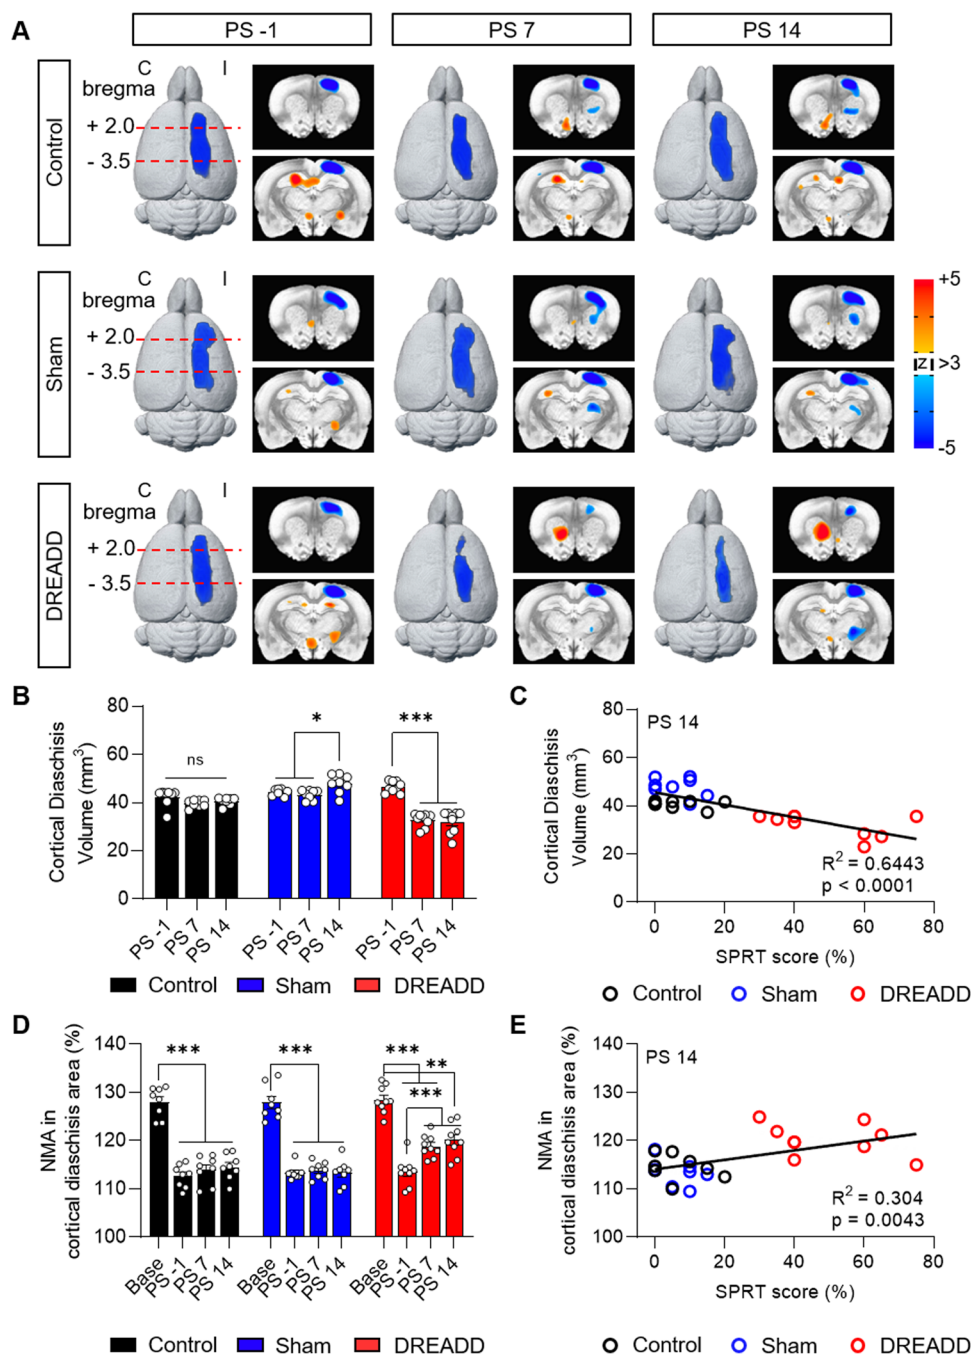 A
PS -1
PS 7
PS 14
Control
C I
bregma
+ 2.0
- 3.5
Sham
C I
bregma
+ 2.0
- 3.5
+5
|Z| >3
-5
DREADD
C I
bregma
+ 2.0
- 3.5
B
Cortical Diaschisis
Volume (mm³)
80
60
40
20
0
ns
*
***
PS -1
PS 7
PS 14
PS -1
PS 7
PS 14
PS -1
PS 7
PS 14
Control
Sham
DREADD
C
Cortical Diaschisis
Volume (mm³)
80
60
40
20
0
PS 14
R² = 0.6443
p < 0.0001
0 20 40 60 80
SPRT score (%)
Control
Sham
DREADD
D
NMA in
cortical diaschisis area (%)
140
130
120
110
100
***
***
***
**
***
Base
PS -1
PS 7
PS 14
Base
PS -1
PS 7
PS 14
Base
PS -1
PS 7
PS 14
Control
Sham
DREADD
E
NMA in
cortical diaschisis area (%)
140
130
120
110
100
PS 14
R² = 0.304
p = 0.0043
0 20 40 60 80
SPRT score (%)
Control
Sham
DREADD